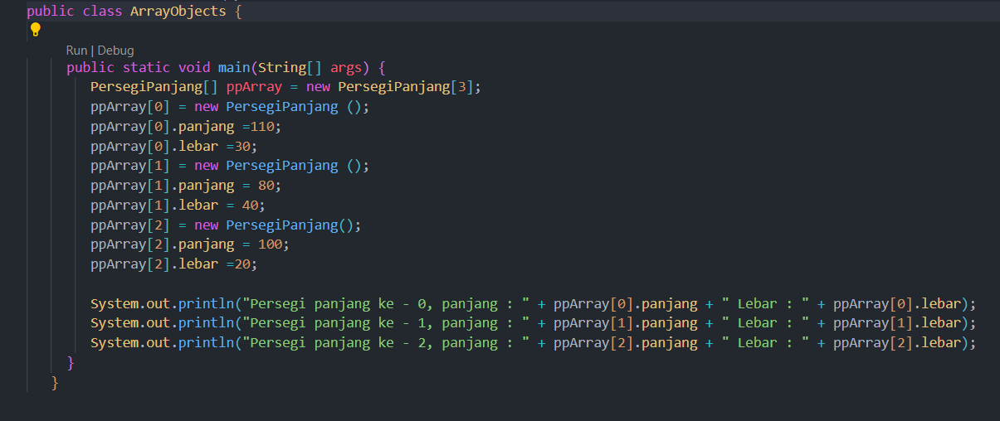 public class ArrayObjects {
Run | Debug
public static void main(String[] args) {
PersegiPanjang[] ppArray = new PersegiPanjang[3];
ppArray[0] = new PersegiPanjang ();
ppArray[0].panjang =110;
ppArray[0].lebar =30;
ppArray[1] = new PersegiPanjang ();
ppArray[1].panjang = 80;
ppArray[1].lebar = 40;
ppArray[2] = new PersegiPanjang();
ppArray[2].panjang = 100;
ppArray[2].lebar =20;
System.out.println("Persegi panjang ke - 0, panjang : " + ppArray[0].panjang + " Lebar : " + ppArray[0].lebar);
System.out.println("Persegi panjang ke - 1, panjang : " + ppArray[1].panjang + " Lebar : " + ppArray[1].lebar);
System.out.println("Persegi panjang ke - 2, panjang : " + ppArray[2].panjang + " Lebar : " + ppArray[2].lebar);
}
}